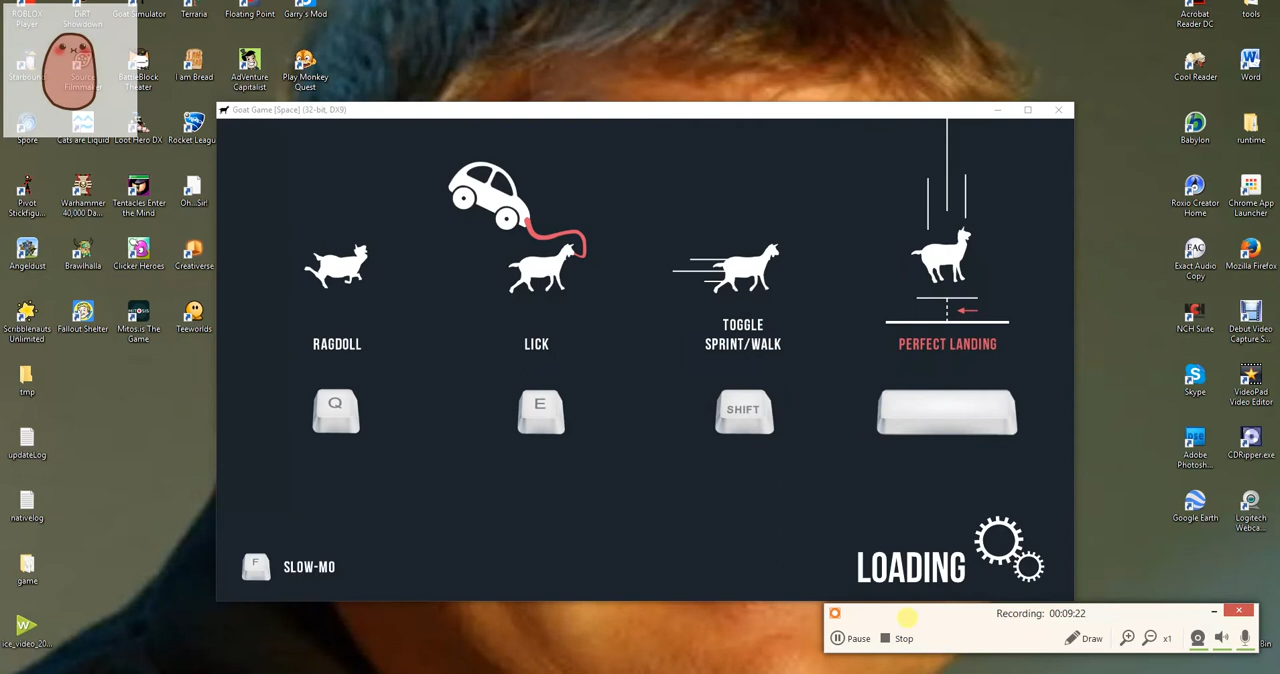 ROBLOX
Player
DiRT
Showdown
Goat Simulator
Terraria
Floating Point
Garry's Mod
Starbound
Source
Filmmaker
BattleBlock
Theater
I am Bread
AdVenture
Capitalist
Play Monkey
Quest
Spore
Cats are Liquid
Loot Hero DX
Rocket Leagu
Pivot
Stickfigu...
Warhammer
40,000 Da...
Tentacles Enter
the Mind
Oh...Sir!
Angeldust
Brawlhalla
Clicker Heroes
Creativerse
Scribblenauts
Unlimited
Fallout Shelter
Mitos.is The
Game
Teeworlds
tmp
updateLog
nativelog
game
ice_video_20...
Goat Game [Space] (32-bit, DX9)
RAGDOLL
LICK
TOGGLE
SPRINT/WALK
PERFECT LANDING
Q
E
SHIFT
F
SLOW-MO
LOADING
Recording: 00:09:22
Pause
Stop
Draw
x1
Acrobat
Reader DC
tools
Cool Reader
Word
Babylon
runtime
Roxio Creator
Home
Chrome App
Launcher
EAC
Exact Audio
Copy
Mozilla Firefox
NCH Suite
Debut Video
Capture S...
Skype
VideoPad
Video Editor
Adobe
Photosh...
CDRipper.exe
Google Earth
Logitech
Webca...
Bin